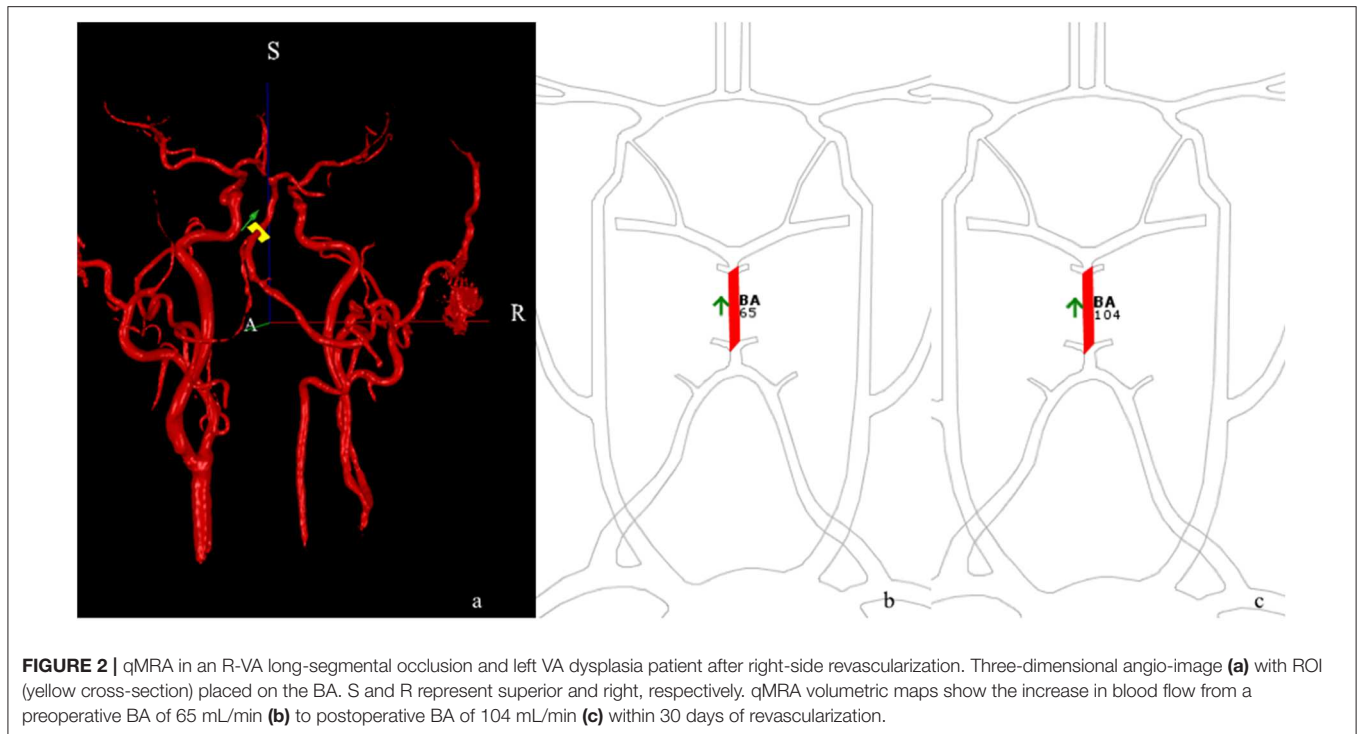 S
R
A
a
BA
65
b
BA
104
c
FIGURE 2 | qMRA in an R-VA long-segmental occlusion and left VA dysplasia patient after right-side revascularization. Three-dimensional angio-image (a) with ROI
(yellow cross-section) placed on the BA. S and R represent superior and right, respectively. qMRA volumetric maps show the increase in blood flow from a
preoperative BA of 65 mL/min (b) to postoperative BA of 104 mL/min (c) within 30 days of revascularization.